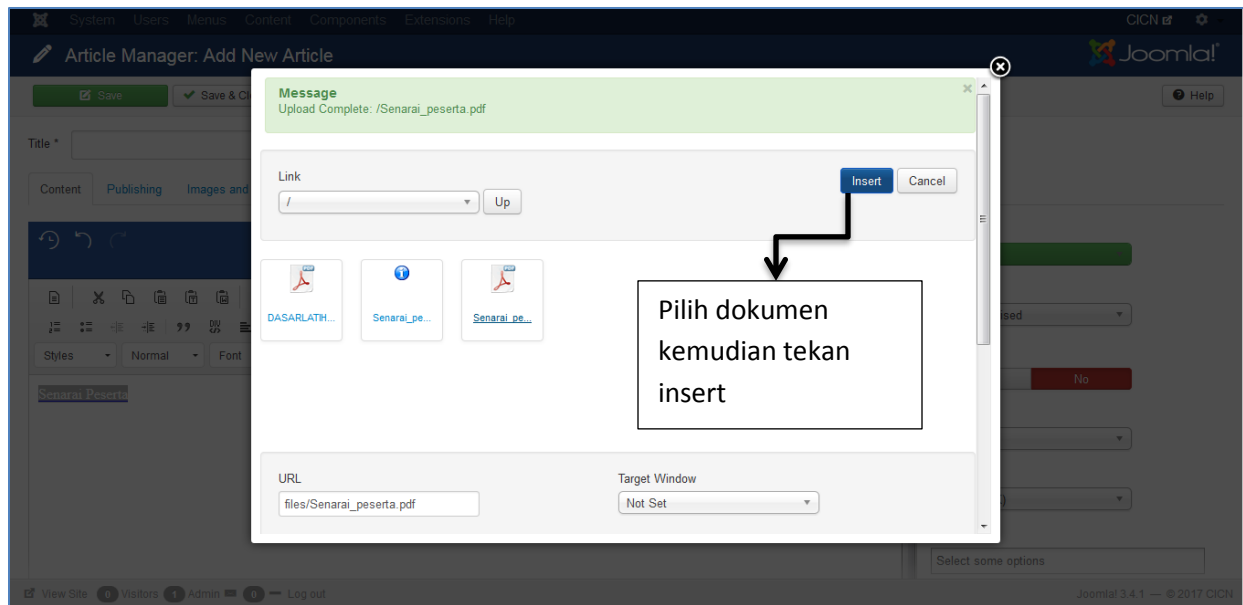 System Users Menus Content Components Extensions Help CICN
Article Manager: Add New Article Joomla!
Save Save & Cl Help
Message
Upload Complete: /Senarai_peserta.pdf
Title *
Link
/ Up Insert Cancel
Content Publishing Images and
DASARLATIH... Senarai_pe... Senarai_pe...
Pilih dokumen
kemudian tekan
insert
Styles Normal Font
Senarai Peserta
No
URL Target Window
files/Senarai_peserta.pdf Not Set
Select some options
View Site 0 Visitors 1 Admin 0 Log out Joomla! 3.4.1 — © 2017 CICN